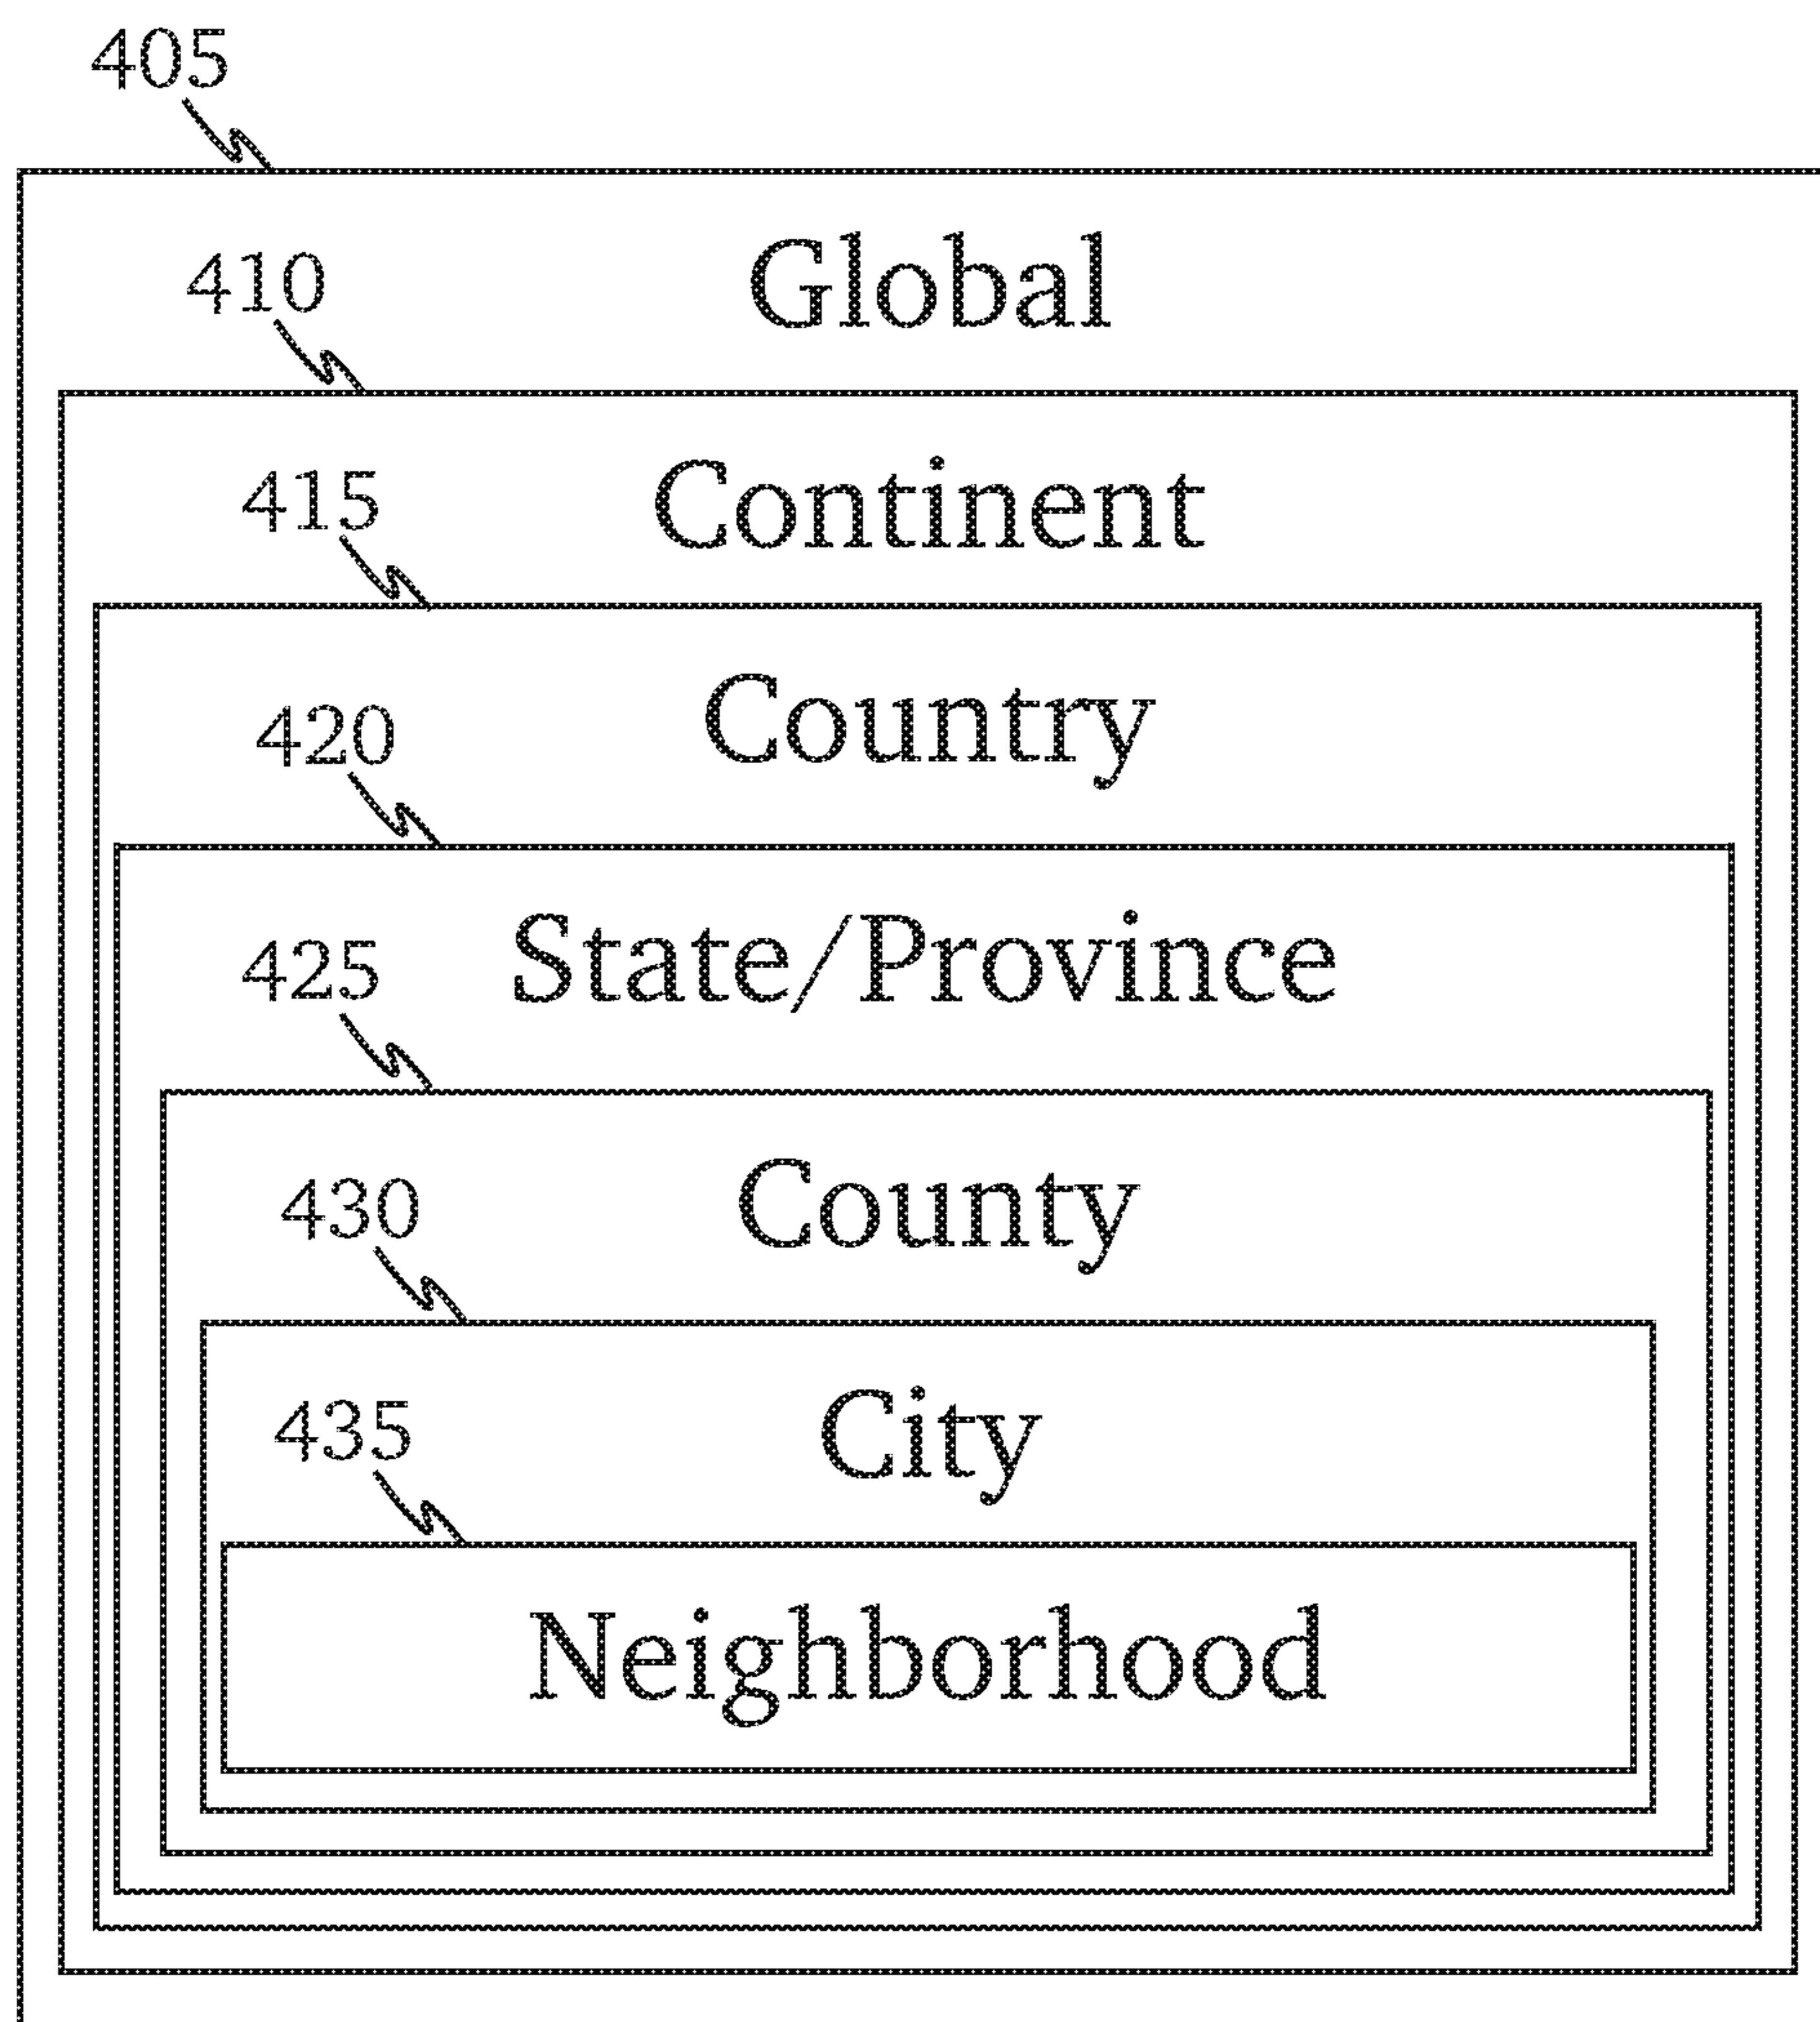 405
Global
410
Continent
415
Country
420
State/Province
425
County
430
City
435
Neighborhood